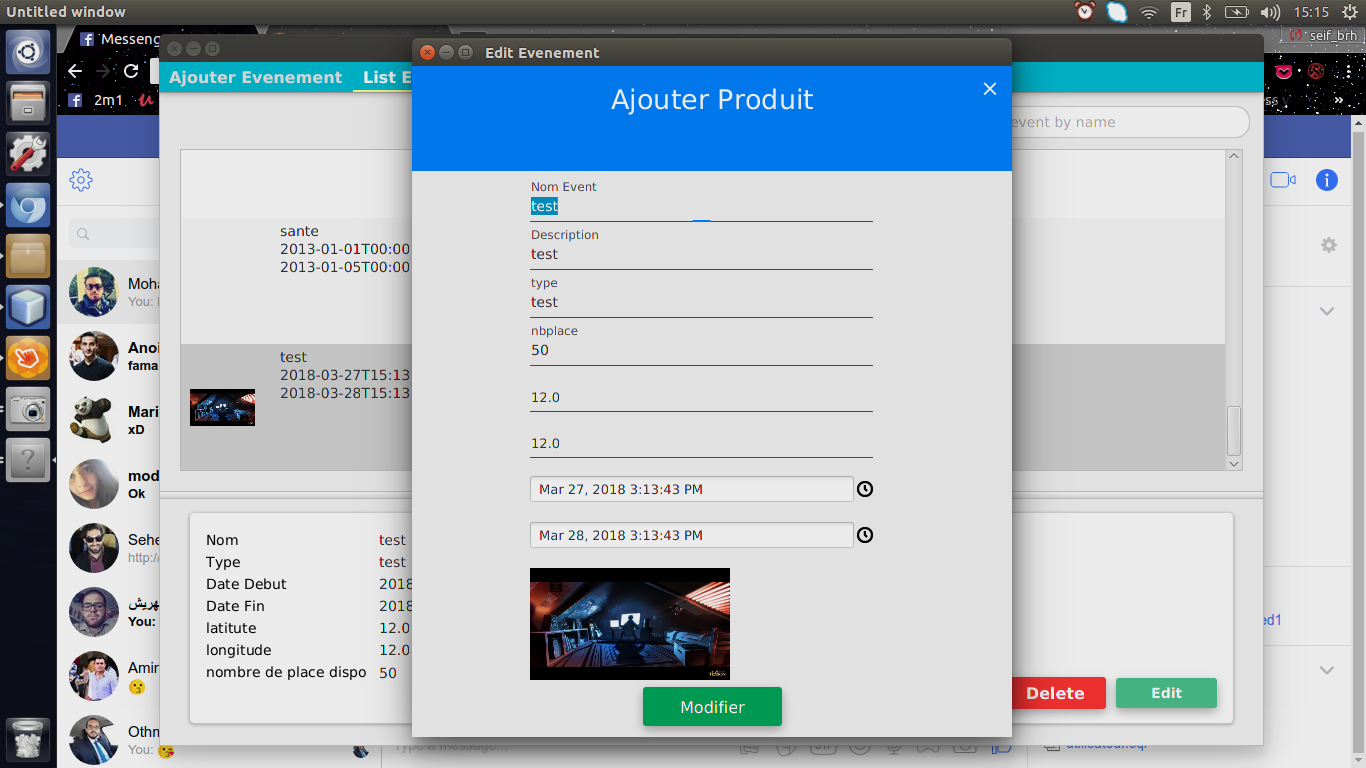 Untitled window
Fr
15:15
Messeng
seif_brh
2m1
Ajouter Evenement
List E
event by name
sante
2013-01-01T00:00
2013-01-05T00:00
test
2018-03-27T15:13
2018-03-28T15:13
Nom test
Type test
Date Debut 2018
Date Fin 2018
latitute 12.0
longitude 12.0
nombre de place dispo 50
Delete
Edit
Edit Evenement
Ajouter Produit
Nom Event
test
Description
test
type
test
nbplace
50
12.0
12.0
Mar 27, 2018 3:13:43 PM
Mar 28, 2018 3:13:43 PM
Modifier
Moha
You:
Anoi
fama
Mari
xD
mod
Ok
Sehe
http:/
You:
Amin
Othm
You:
Type a message...
ed1